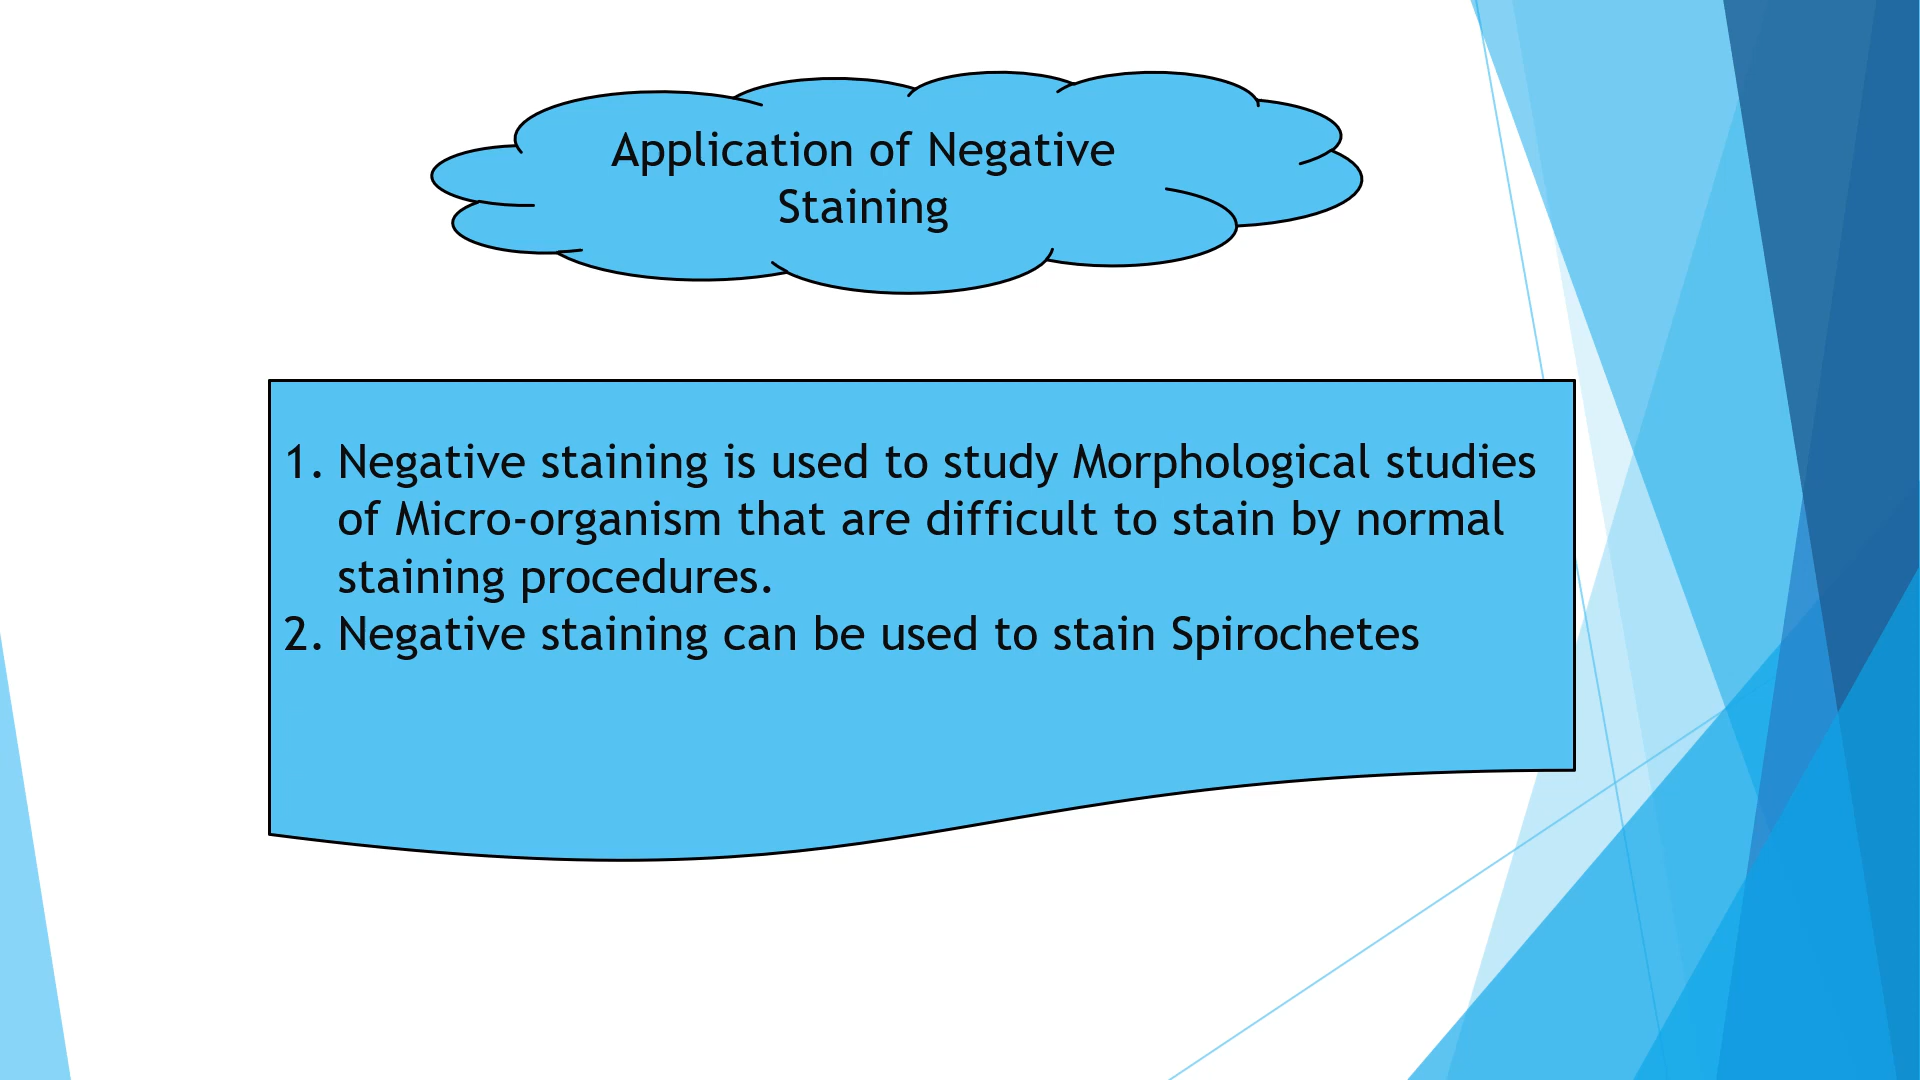 Application of Negative
Staining
1. Negative staining is used to study Morphological studies
of Micro-organism that are difficult to stain by normal
staining procedures.
2. Negative staining can be used to stain Spirochetes